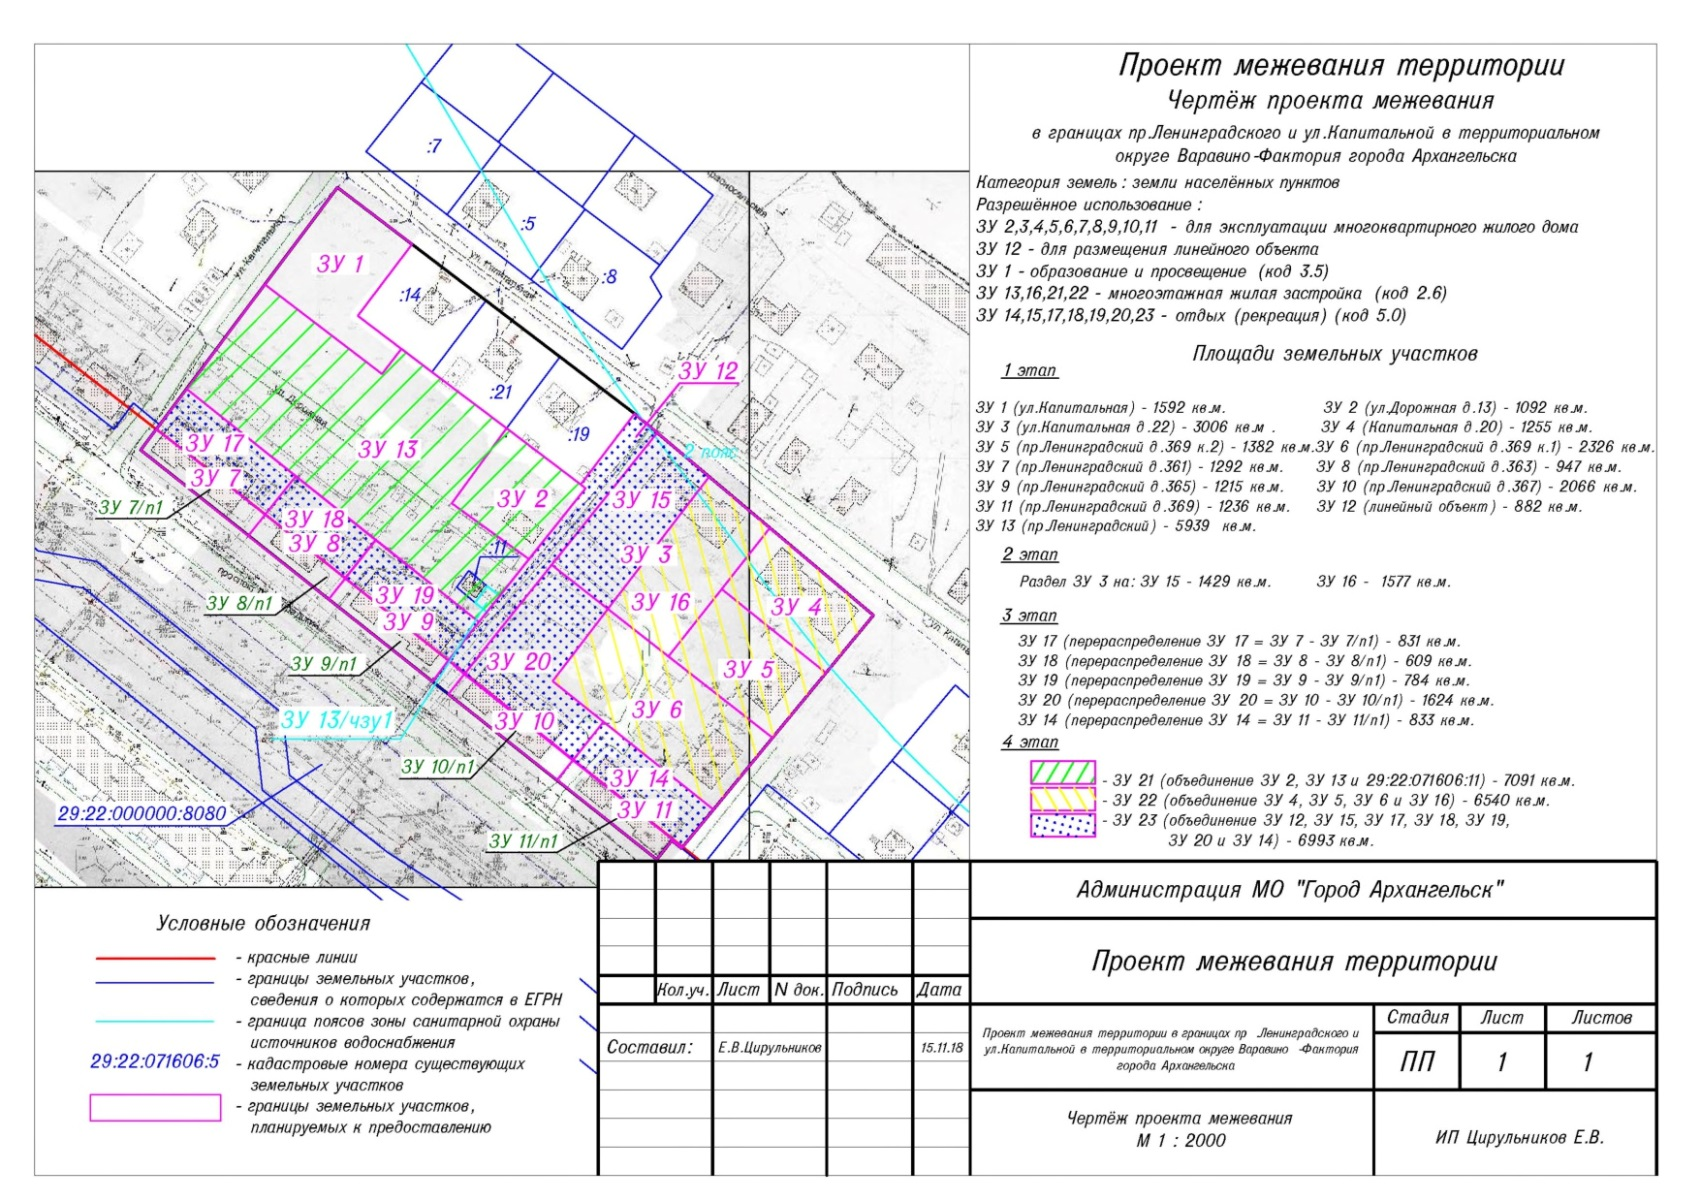 Проект межевания территории
Чертёж проекта межевания
в границах пр.Ленинградского и ул.Капитальной в территориальном
округе Варавино-Фактория города Архангельска
Категория земель: земли населённых пунктов
Разрешённое использование:
ЗУ 2,3,4,5,6,7,8,9,10,11 - для эксплуатации многоквартирного жилого дома
ЗУ 12 - для размещения линейного объекта
ЗУ 1 - образование и просвещение (код 3.5)
ЗУ 13,16,21,22 - многоэтажная жилая застройка (код 2.6)
ЗУ 14,15,17,18,19,20,23 - отдых (рекреация) (код 5.0)
Площади земельных участков
1 этап
ЗУ 1 (ул.Капитальная) - 1592 кв.м. ЗУ 2 (ул.Дорожная д.13) - 1092 кв.м.
ЗУ 3 (ул.Капитальная д.22) - 3006 кв.м . ЗУ 4 (Капитальная д.20) - 1255 кв.м.
ЗУ 5 (пр.Ленинградский д.369 к.2) - 1382 кв.м. ЗУ 6 (пр.Ленинградский д.369 к.1) - 2326 кв.м.
ЗУ 7 (пр.Ленинградский д.361) - 1292 кв.м. ЗУ 8 (пр.Ленинградский д.363) - 947 кв.м.
ЗУ 9 (пр.Ленинградский д.365) - 1215 кв.м. ЗУ 10 (пр.Ленинградский д.367) - 2066 кв.м.
ЗУ 11 (пр.Ленинградский д.369) - 1236 кв.м. ЗУ 12 (линейный объект) - 882 кв.м.
ЗУ 13 (пр.Ленинградский) - 5939 кв.м.
2 этап
Раздел ЗУ 3 на: ЗУ 15 - 1429 кв.м. ЗУ 16 - 1577 кв.м.
3 этап
ЗУ 17 (перераспределение ЗУ 17 = ЗУ 7 - ЗУ 7/п1) - 831 кв.м.
ЗУ 18 (перераспределение ЗУ 18 = ЗУ 8 - ЗУ 8/п1) - 609 кв.м.
ЗУ 19 (перераспределение ЗУ 19 = ЗУ 9 - ЗУ 9/п1) - 784 кв.м.
ЗУ 20 (перераспределение ЗУ 20 = ЗУ 10 - ЗУ 10/п1) - 1624 кв.м.
ЗУ 14 (перераспределение ЗУ 14 = ЗУ 11 - ЗУ 11/п1) - 833 кв.м.
4 этап
- ЗУ 21 (объединение ЗУ 2, ЗУ 13 и 29:22:071606:11) - 7091 кв.м.
- ЗУ 22 (объединение ЗУ 4, ЗУ 5, ЗУ 6 и ЗУ 16) - 6540 кв.м.
- ЗУ 23 (объединение ЗУ 12, ЗУ 15, ЗУ 17, ЗУ 18, ЗУ 19,
ЗУ 20 и ЗУ 14) - 6993 кв.м.
:7
:5
:8
ЗУ 1
:14
ЗУ 12
:21
:19
ЗУ 17
ЗУ 13
2 пояс
ЗУ 7
ЗУ 2
ЗУ 15
ЗУ 7/п1
ЗУ 18
ЗУ 8
:11
ЗУ 3
ЗУ 8/п1
ЗУ 19
ЗУ 16
ЗУ 4
ЗУ 9
ЗУ 9/п1
ЗУ 20
ЗУ 5
ЗУ 13/чзу1
ЗУ 10
ЗУ 6
ЗУ 10/п1
ЗУ 14
29:22:000000:8080
ЗУ 11
ЗУ 11/п1
Условные обозначения
- красные линии
- границы земельных участков,
сведения о которых содержатся в ЕГРН
- граница поясов зоны санитарной охраны
источников водоснабжения
29:22:071606:5 - кадастровые номера существующих
земельных участков
- границы земельных участков,
планируемых к предоставлению
Администрация МО "Город Архангельск"
Проект межевания территории
Кол.уч. Лист N док. Подпись Дата
Составил: Е.В.Цирульников 15.11.18
Проект межевания территории в границах пр .Ленинградского и
ул.Капитальной в территориальном округе Варавино -Фактория
города Архангельска
Стадия Лист Листов
ПП 1 1
Чертёж проекта межевания
М 1 : 2000
ИП Цирульников Е.В.